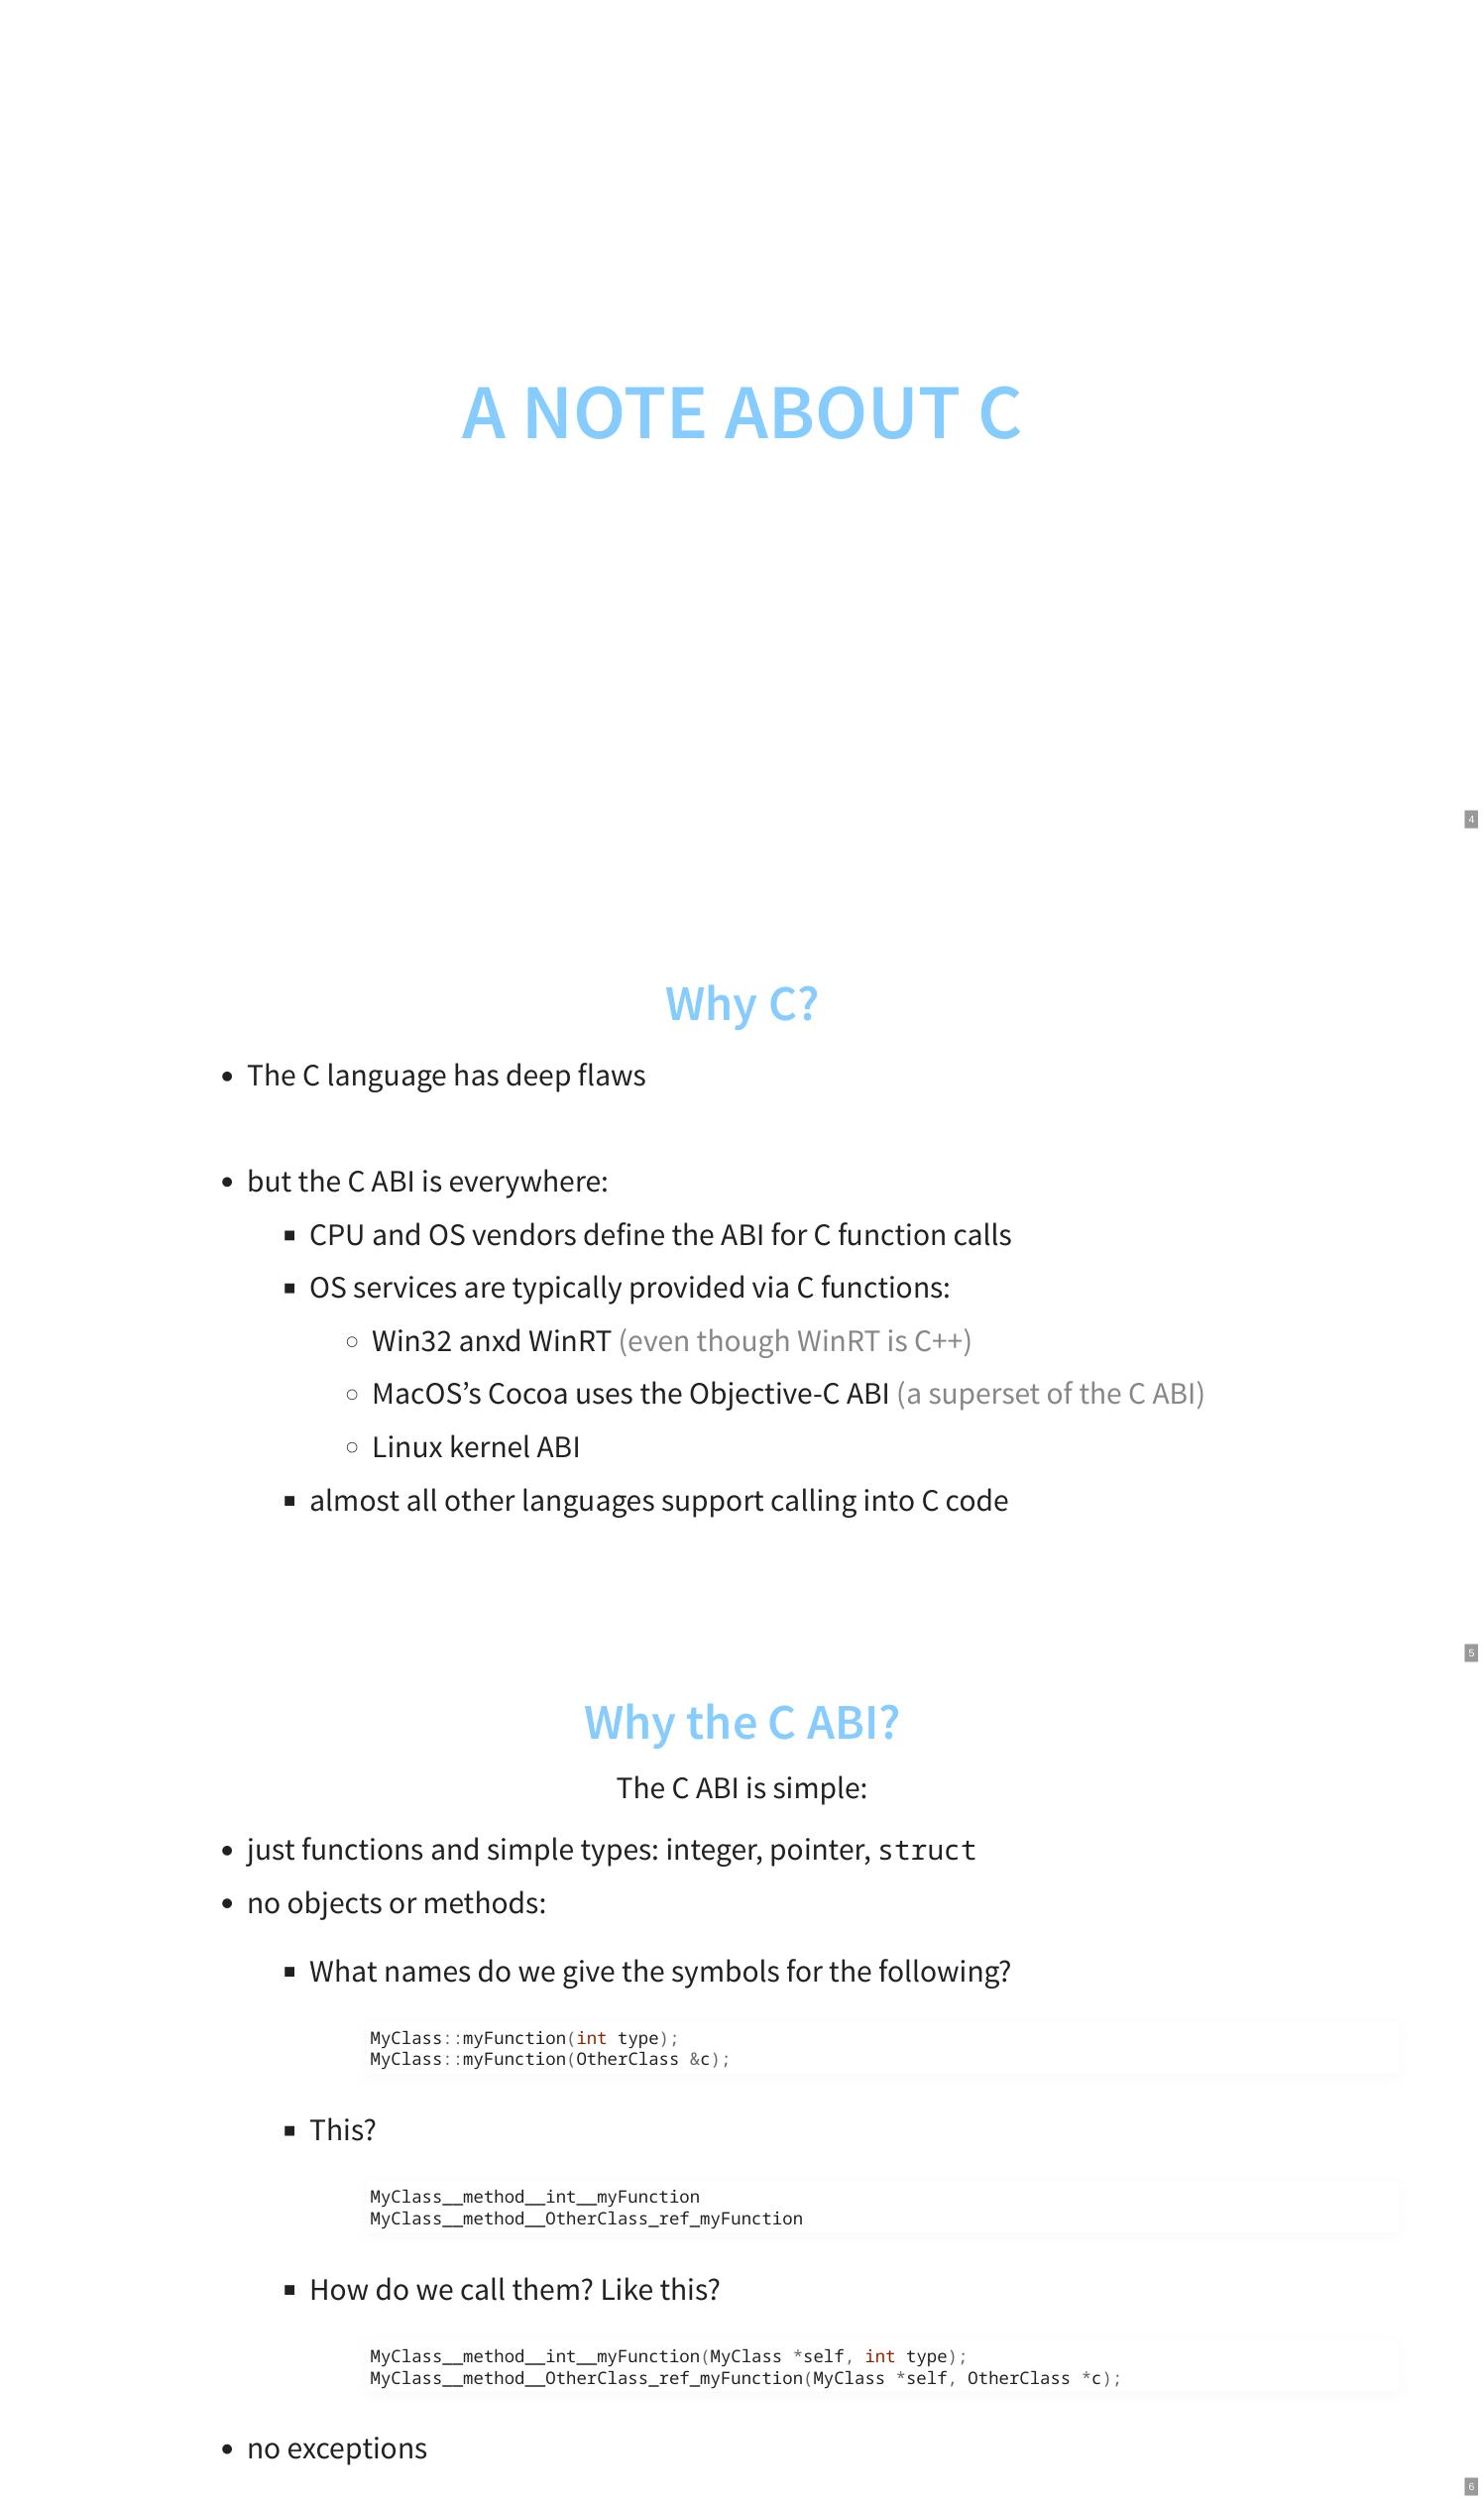 A NOTE ABOUT C
4
Why C?
• The C language has deep flaws
• but the C ABI is everywhere:
▪ CPU and OS vendors define the ABI for C function calls
▪ OS services are typically provided via C functions:
◦ Win32 anxd WinRT (even though WinRT is C++)
◦ MacOS’s Cocoa uses the Objective-C ABI (a superset of the C ABI)
◦ Linux kernel ABI
▪ almost all other languages support calling into C code
5
Why the C ABI?
The C ABI is simple:
• just functions and simple types: integer, pointer, struct
• no objects or methods:
▪ What names do we give the symbols for the following?
MyClass::myFunction(int type);
MyClass::myFunction(OtherClass &c);
▪ This?
MyClass__method__int__myFunction
MyClass__method__OtherClass_ref_myFunction
▪ How do we call them? Like this?
MyClass__method__int__myFunction(MyClass *self, int type);
MyClass__method__OtherClass_ref_myFunction(MyClass *self, OtherClass *c);
• no exceptions
6